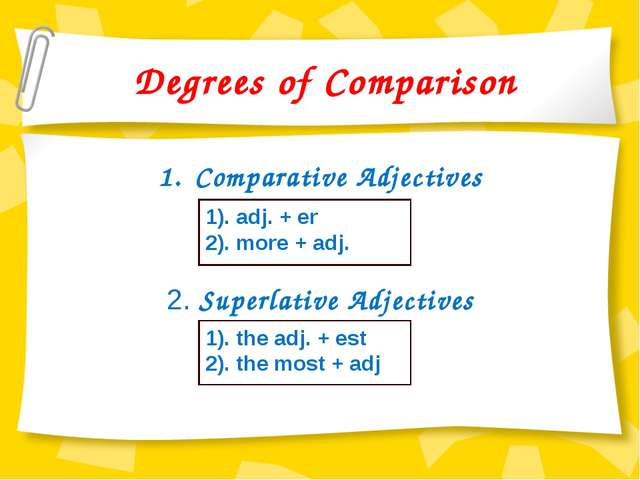 Degrees of Comparison
1. Comparative Adjectives
1). adj. + er
2). more + adj.
2. Superlative Adjectives
1). the adj. + est
2). the most + adj